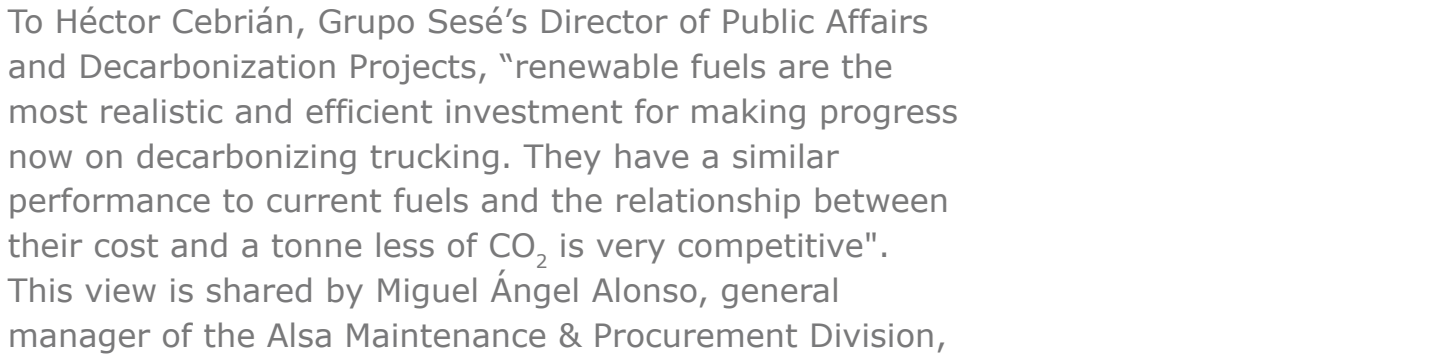 To Héctor Cebrián, Grupo Sesé’s Director of Public Affairs
and Decarbonization Projects, “renewable fuels are the
most realistic and efficient investment for making progress
now on decarbonizing trucking. They have a similar
performance to current fuels and the relationship between
their cost and a tonne less of CO₂ is very competitive".
This view is shared by Miguel Ángel Alonso, general
manager of the Alsa Maintenance & Procurement Division,